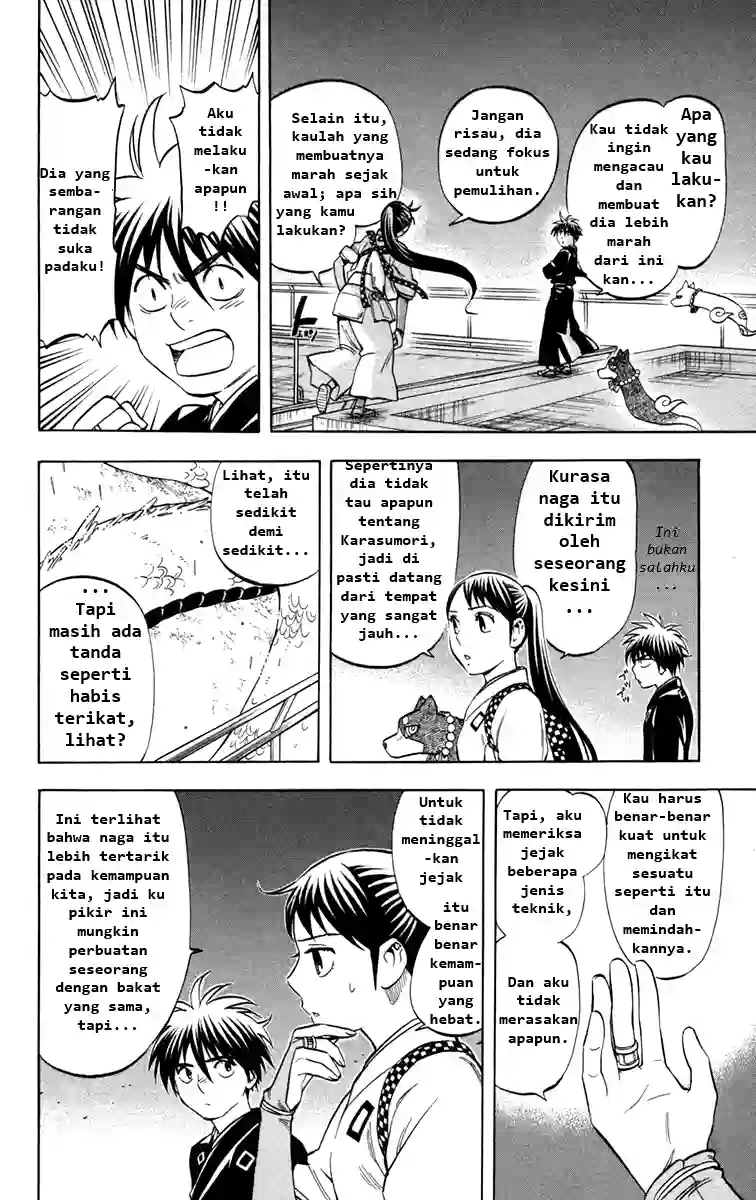 Apa
yang
kau
laku-
kan?
Kau tidak
ingin
mengacau
dan
membuat
dia lebih
marah
dari ini
kan...
Jangan
risau, dia
sedang fokus
untuk
pemulihan.
Selain itu,
kaulah yang
membuatnya
marah sejak
awal; apa sih
yang kamu
lakukan?
Aku
tidak
melaku
-kan
apapun
!!
Dia yang
semba-
rangan
tidak
suka
padaku!
Ini
bukan
salahku
...
Kurasa
naga itu
dikirim
oleh
seseorang
kesini
...
Sepertinya
dia tidak
tau apapun
tentang
Karasumori,
jadi di
pasti datang
dari tempat
yang sangat
jauh...
Lihat, itu
telah
sedikit
demi
sedikit...
...
Tapi
masih ada
tanda
seperti
habis
terikat,
lihat?
Kau harus
benar-benar
kuat untuk
mengikat
sesuatu
seperti itu
dan
memindah-
kannya.
Tapi, aku
memeriksa
jejak
beberapa
jenis
teknik,
Dan aku
tidak
merasakan
apapun.
Untuk
tidak
meninggal
-kan
jejak
itu
benar
benar
kemam-
puan
yang
hebat.
Ini terlihat
bahwa naga itu
lebih tertarik
pada kemampuan
kita, jadi ku
pikir ini
mungkin
perbuatan
seseorang
dengan bakat
yang sama,
tapi...